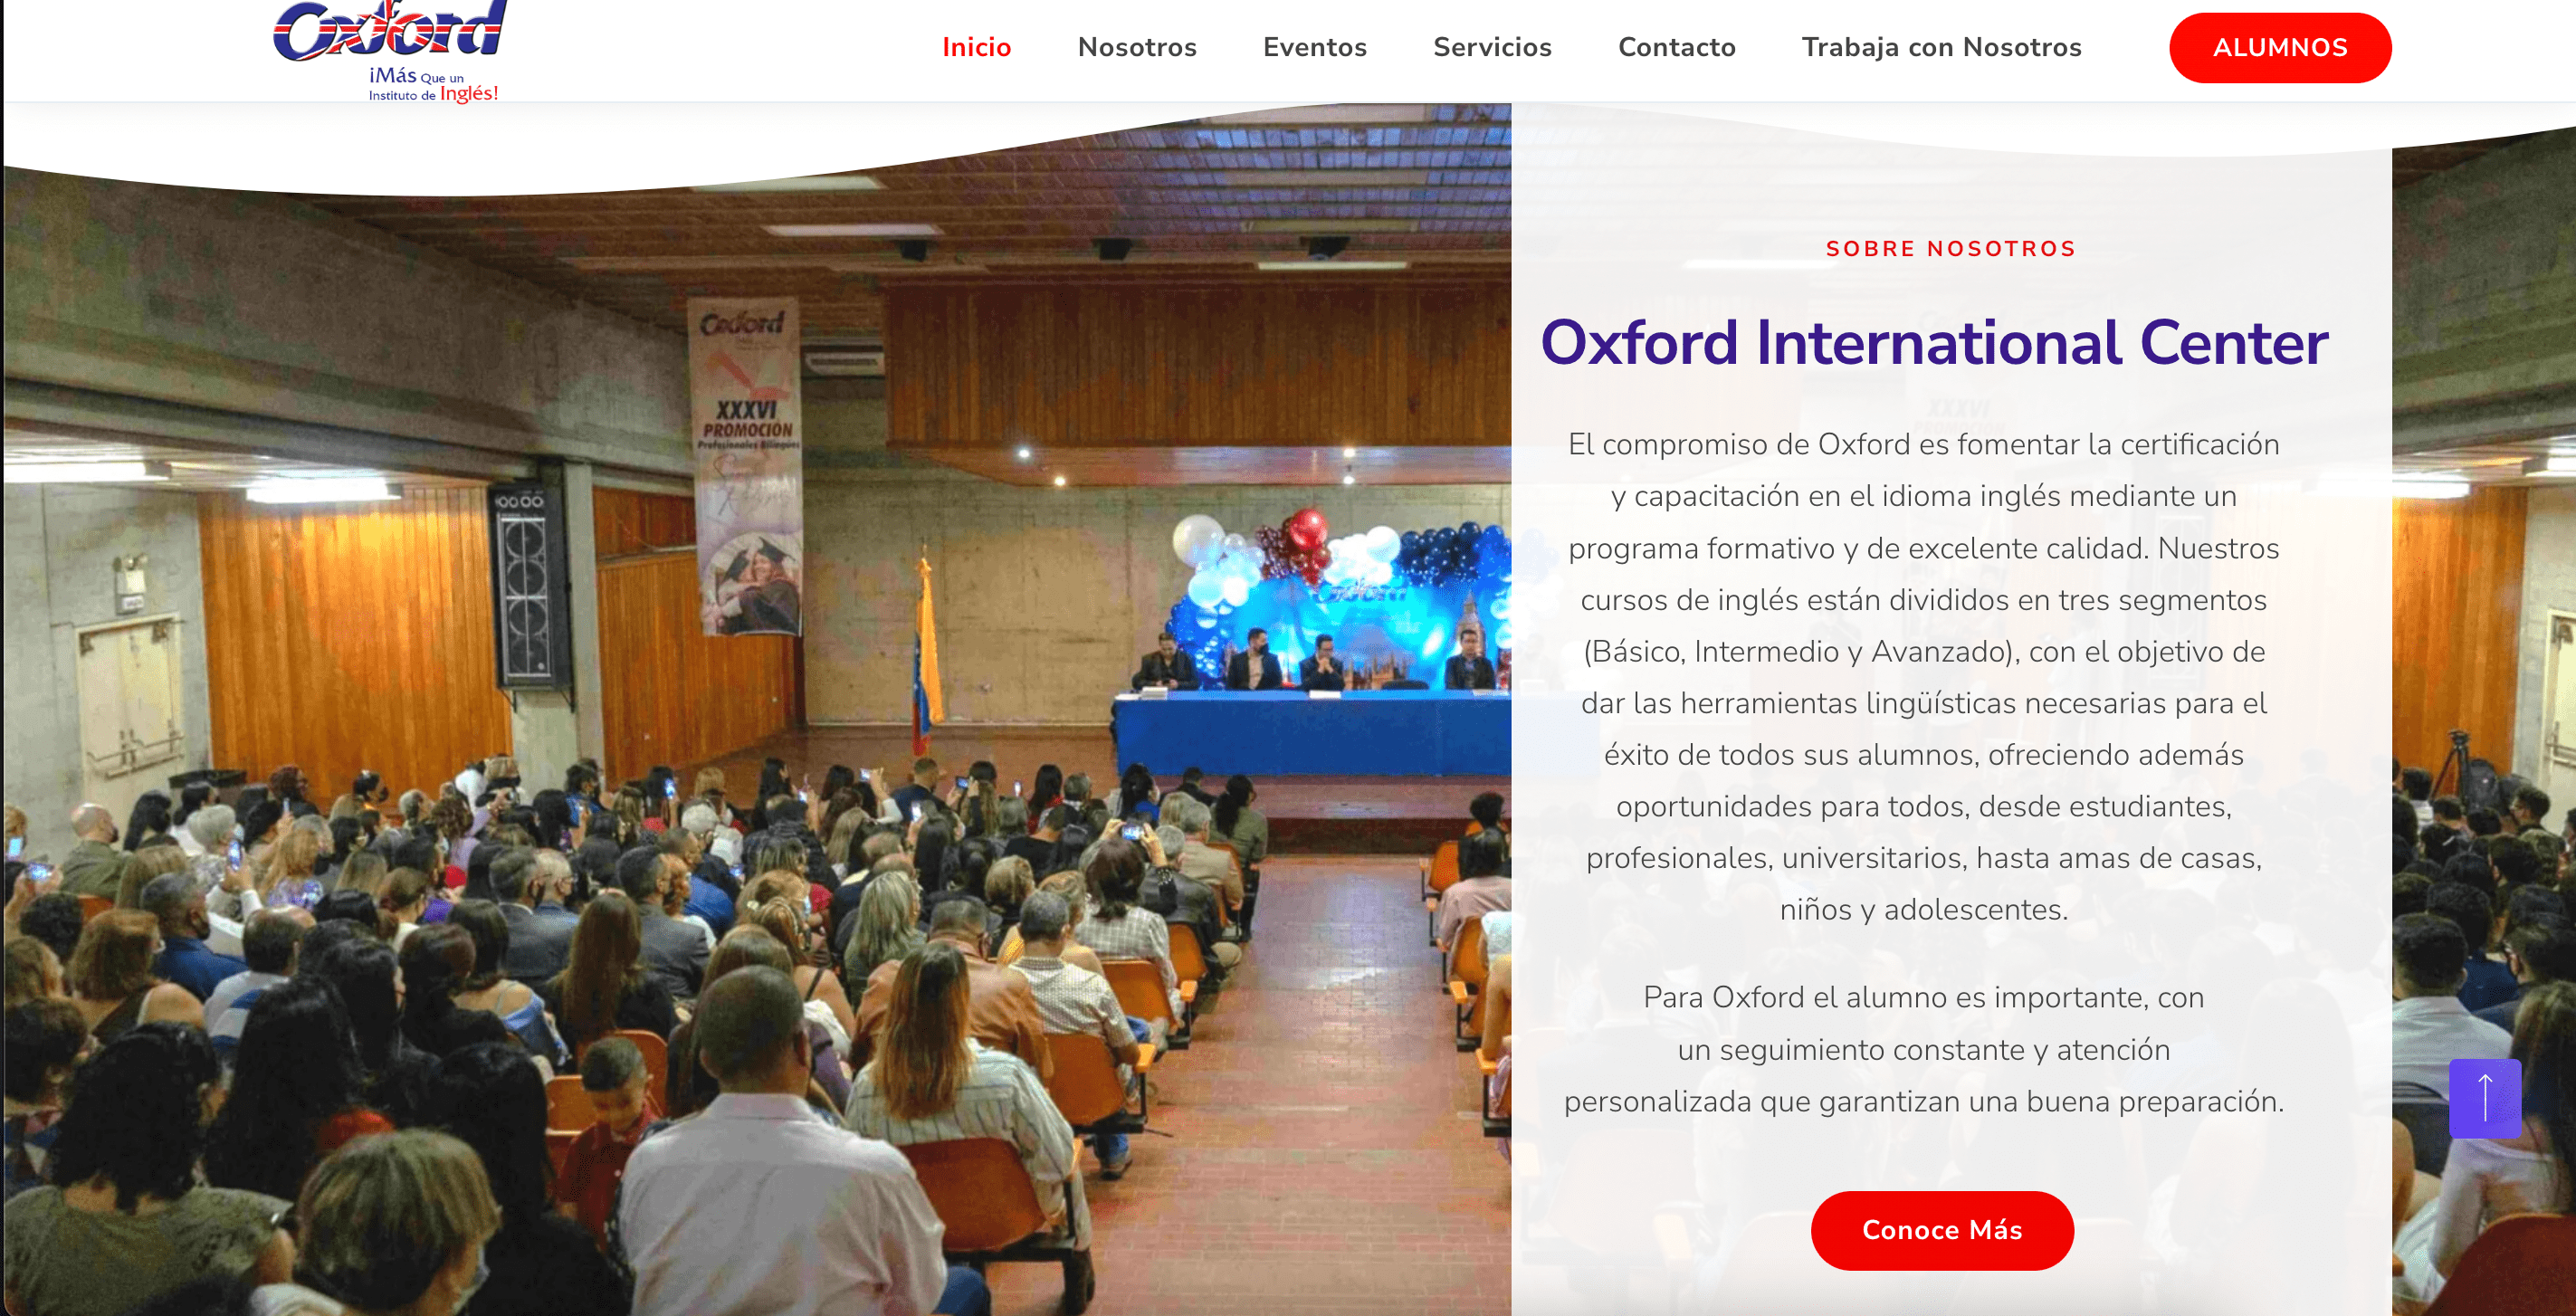 Oxford
¡Más Que un
Instituto de Inglés!
Inicio
Nosotros
Eventos
Servicios
Contacto
Trabaja con Nosotros
ALUMNOS
Oxford
XXXVI
PROMOCIÓN
Profesionales Bilingües
Oxford
SOBRE NOSOTROS
Oxford International Center
El compromiso de Oxford es fomentar la certificación
y capacitación en el idioma inglés mediante un
programa formativo y de excelente calidad. Nuestros
cursos de inglés están divididos en tres segmentos
(Básico, Intermedio y Avanzado), con el objetivo de
dar las herramientas lingüísticas necesarias para el
éxito de todos sus alumnos, ofreciendo además
oportunidades para todos, desde estudiantes,
profesionales, universitarios, hasta amas de casas,
niños y adolescentes.
Para Oxford el alumno es importante, con
un seguimiento constante y atención
personalizada que garantizan una buena preparación.
Conoce Más